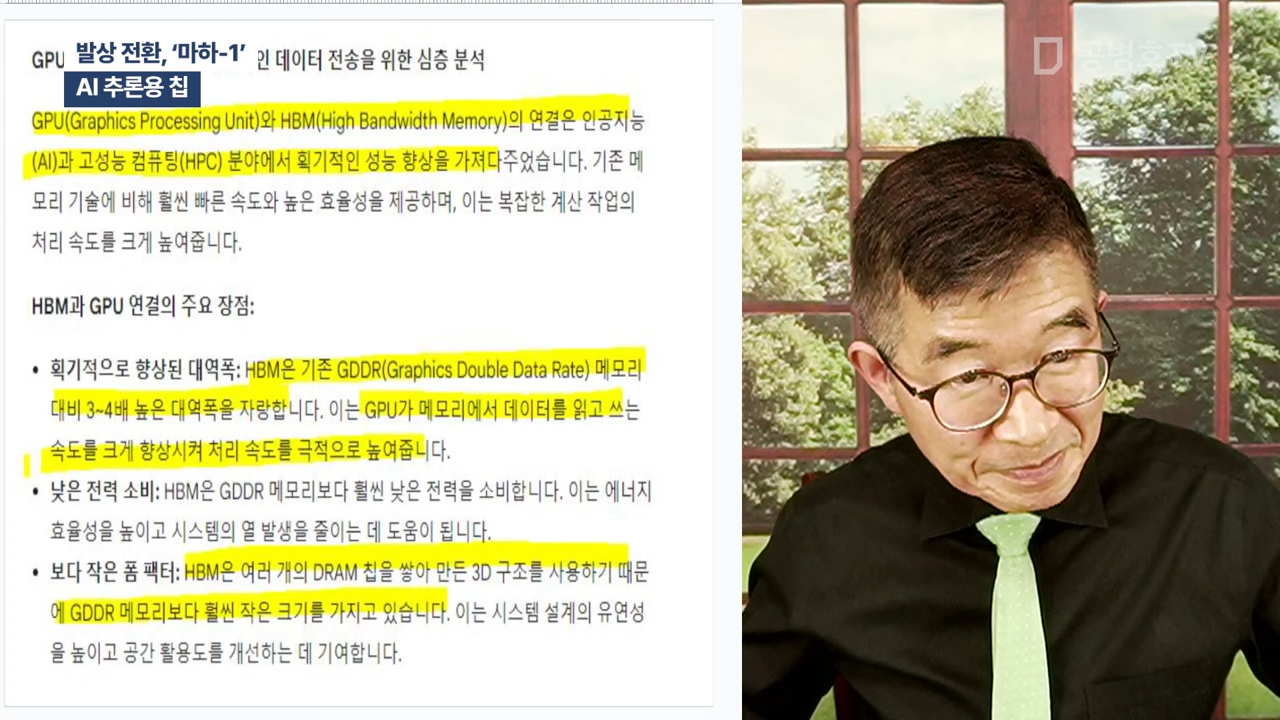 발상 전환, ‘마하-1’
AI 추론용 칩
GPU
인 데이터 전송을 위한 심층 분석
GPU(Graphics Processing Unit)와 HBM(High Bandwidth Memory)의 연결은 인공지능
(AI)과 고성능 컴퓨팅(HPC) 분야에서 획기적인 성능 향상을 가져다주었습니다. 기존 메
모리 기술에 비해 훨씬 빠른 속도와 높은 효율성을 제공하며, 이는 복잡한 계산 작업의
처리 속도를 크게 높여줍니다.
HBM과 GPU 연결의 주요 장점:
• 획기적으로 향상된 대역폭: HBM은 기존 GDDR(Graphics Double Data Rate) 메모리
대비 3~4배 높은 대역폭을 자랑합니다. 이는 GPU가 메모리에서 데이터를 읽고 쓰는
속도를 크게 향상시켜 처리 속도를 극적으로 높여줍니다.
• 낮은 전력 소비: HBM은 GDDR 메모리보다 훨씬 낮은 전력을 소비합니다. 이는 에너지
효율성을 높이고 시스템의 열 발생을 줄이는 데 도움이 됩니다.
• 보다 작은 폼 팩터: HBM은 여러 개의 DRAM 칩을 쌓아 만든 3D 구조를 사용하기 때문
에 GDDR 메모리보다 훨씬 작은 크기를 가지고 있습니다. 이는 시스템 설계의 유연성
을 높이고 공간 활용도를 개선하는 데 기여합니다.